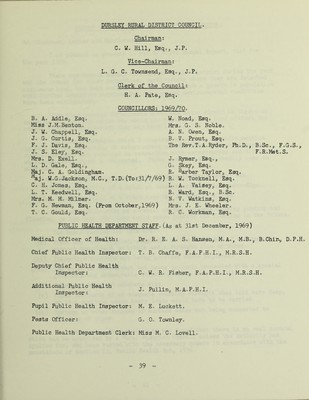 DURSLEY RURAL DISTRICT COUNCIL.
Chairman:
C. W. Hill, Esq., J.P.
Vice-Chairman:
L. G. C. Townsend, Esq., J.P.
Clerk of the Council:
H. A. Pate, Esq.
COUNCILLORS: 1969/70.
B. A. Addle, Esq. W. Hoad, Esq.
Miss J.M.Benton. Mrs. G. S. Noble.
J. W. Chappell, Esq. A. N. Owen, Esq.
J. G. Curtis, Esq. B. V. Prout, Esq.
F. J. Davis, Esq. The Rev.T.A.Ryder, Ph.D., B.Sc., F.G.S.,
J. S. Eley, Esq. F.R.Met.S.
Mrs. D. Exell. J. Rymer, Esq.,
L. D. Gale, Esq., G. Skay, Esq.
Maj. C. A. Goldingham. H. Barber Taylor, Esq.
Maj. W.G.Jackson, M.C., T.D.(To:31/7/69) R. W. Tocknell, Esq.
C. H. Jones, Esq. L. A. Vaisey, Esq.
L. T. Keedwell, Esq. R. Ward, Esq., B.Sc.
Mrs. M. M. Milner. N. V. Watkins, Esq.
F. G. Newman, Esq. (From October,1969) Mrs. J. E. Wheeler.
T. C. Gould, Esq. R. C. Workman, Esq.
PUBLIC HEALTH DEPARTMENT STAFF.(As at 31st December, 1969)
Medical Officer of Health: Dr. R. E. A. S. Hansen, M.A., M.B., B.Chin, D.P.H.
Chief Public Health Inspector: T. B. Chaffe, F.A.P.H.I., M.R.S.H.
Deputy Chief Public Health
Inspector: C. W. R. Fisher, F.A.P.H.I., M.R.S.H.
Additional Public Health
Inspector: J. Pullin, M.A.P.H.I.
Pupil Public Health Inspector: M. E. Luckett.
Pests Officer: G. O. Townley.
Public Health Department Clerk: Miss M. C. Lovell.
- 39 -